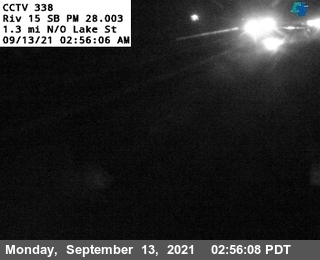 CCTV 338
Riv 15 SB PM 28.003
1.3 mi N/O Lake St
09/13/21 02:56:06 AM
Monday, September 13, 2021 02:56:08 PDT